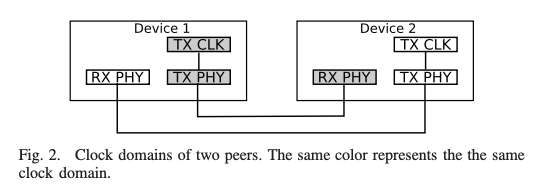 Device 1
Device 2
TX CLK
TX CLK
RX PHY
TX PHY
RX PHY
TX PHY
Fig. 2. Clock domains of two peers. The same color represents the the same
clock domain.